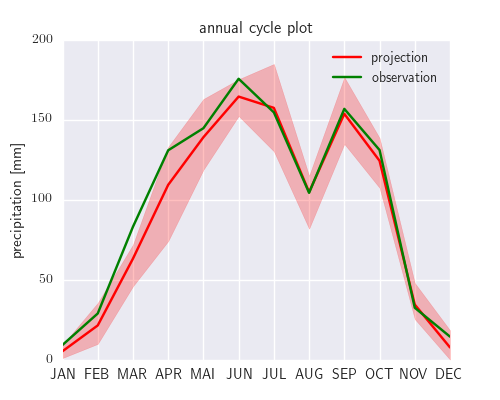 annual cycle plot
projection
observation
precipitation [mm]
200
150
100
50
0
JAN FEB MAR APR MAI JUN JUL AUG SEP OCT NOV DEC